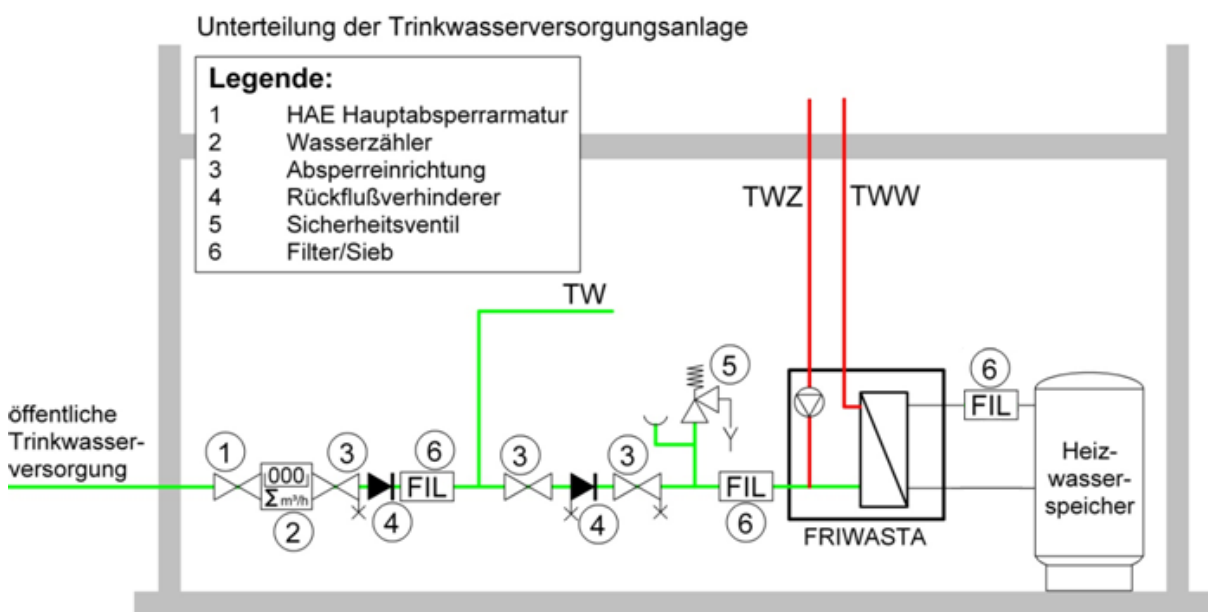 Unterteilung der Trinkwasserversorgungsanlage
Legende:
1 HAE Hauptabsperrarmatur
2 Wasserzähler
3 Absperreinrichtung
4 Rückflußverhinderer
5 Sicherheitsventil
6 Filter/Sieb
TWZ TWW
TW
5
6
FIL
öffentliche
Trinkwasser-
versorgung
1
3
6
3
3
000
Σ m³/h
FIL
FIL
2
4
4
6
FRIWASTA
Heiz-
wasser-
speicher